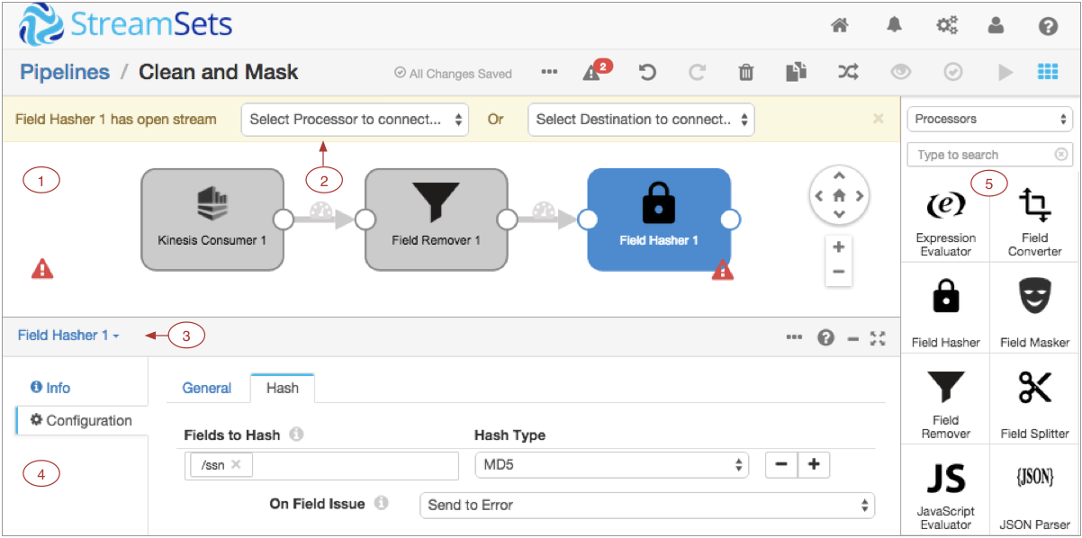 StreamSets
Pipelines / Clean and Mask
All Changes Saved
2
Field Hasher 1 has open stream
Select Processor to connect...
Or
Select Destination to connect..
Processors
Type to search
1
2
5
Kinesis Consumer 1
Field Remover 1
Field Hasher 1
Expression Evaluator
Field Converter
Field Hasher
Field Masker
Field Remover
Field Splitter
JS
JavaScript Evaluator
{JSON}
JSON Parser
(e)
Field Hasher 1
3
Info
Configuration
4
General
Hash
Fields to Hash
Hash Type
/ssn
MD5
On Field Issue
Send to Error